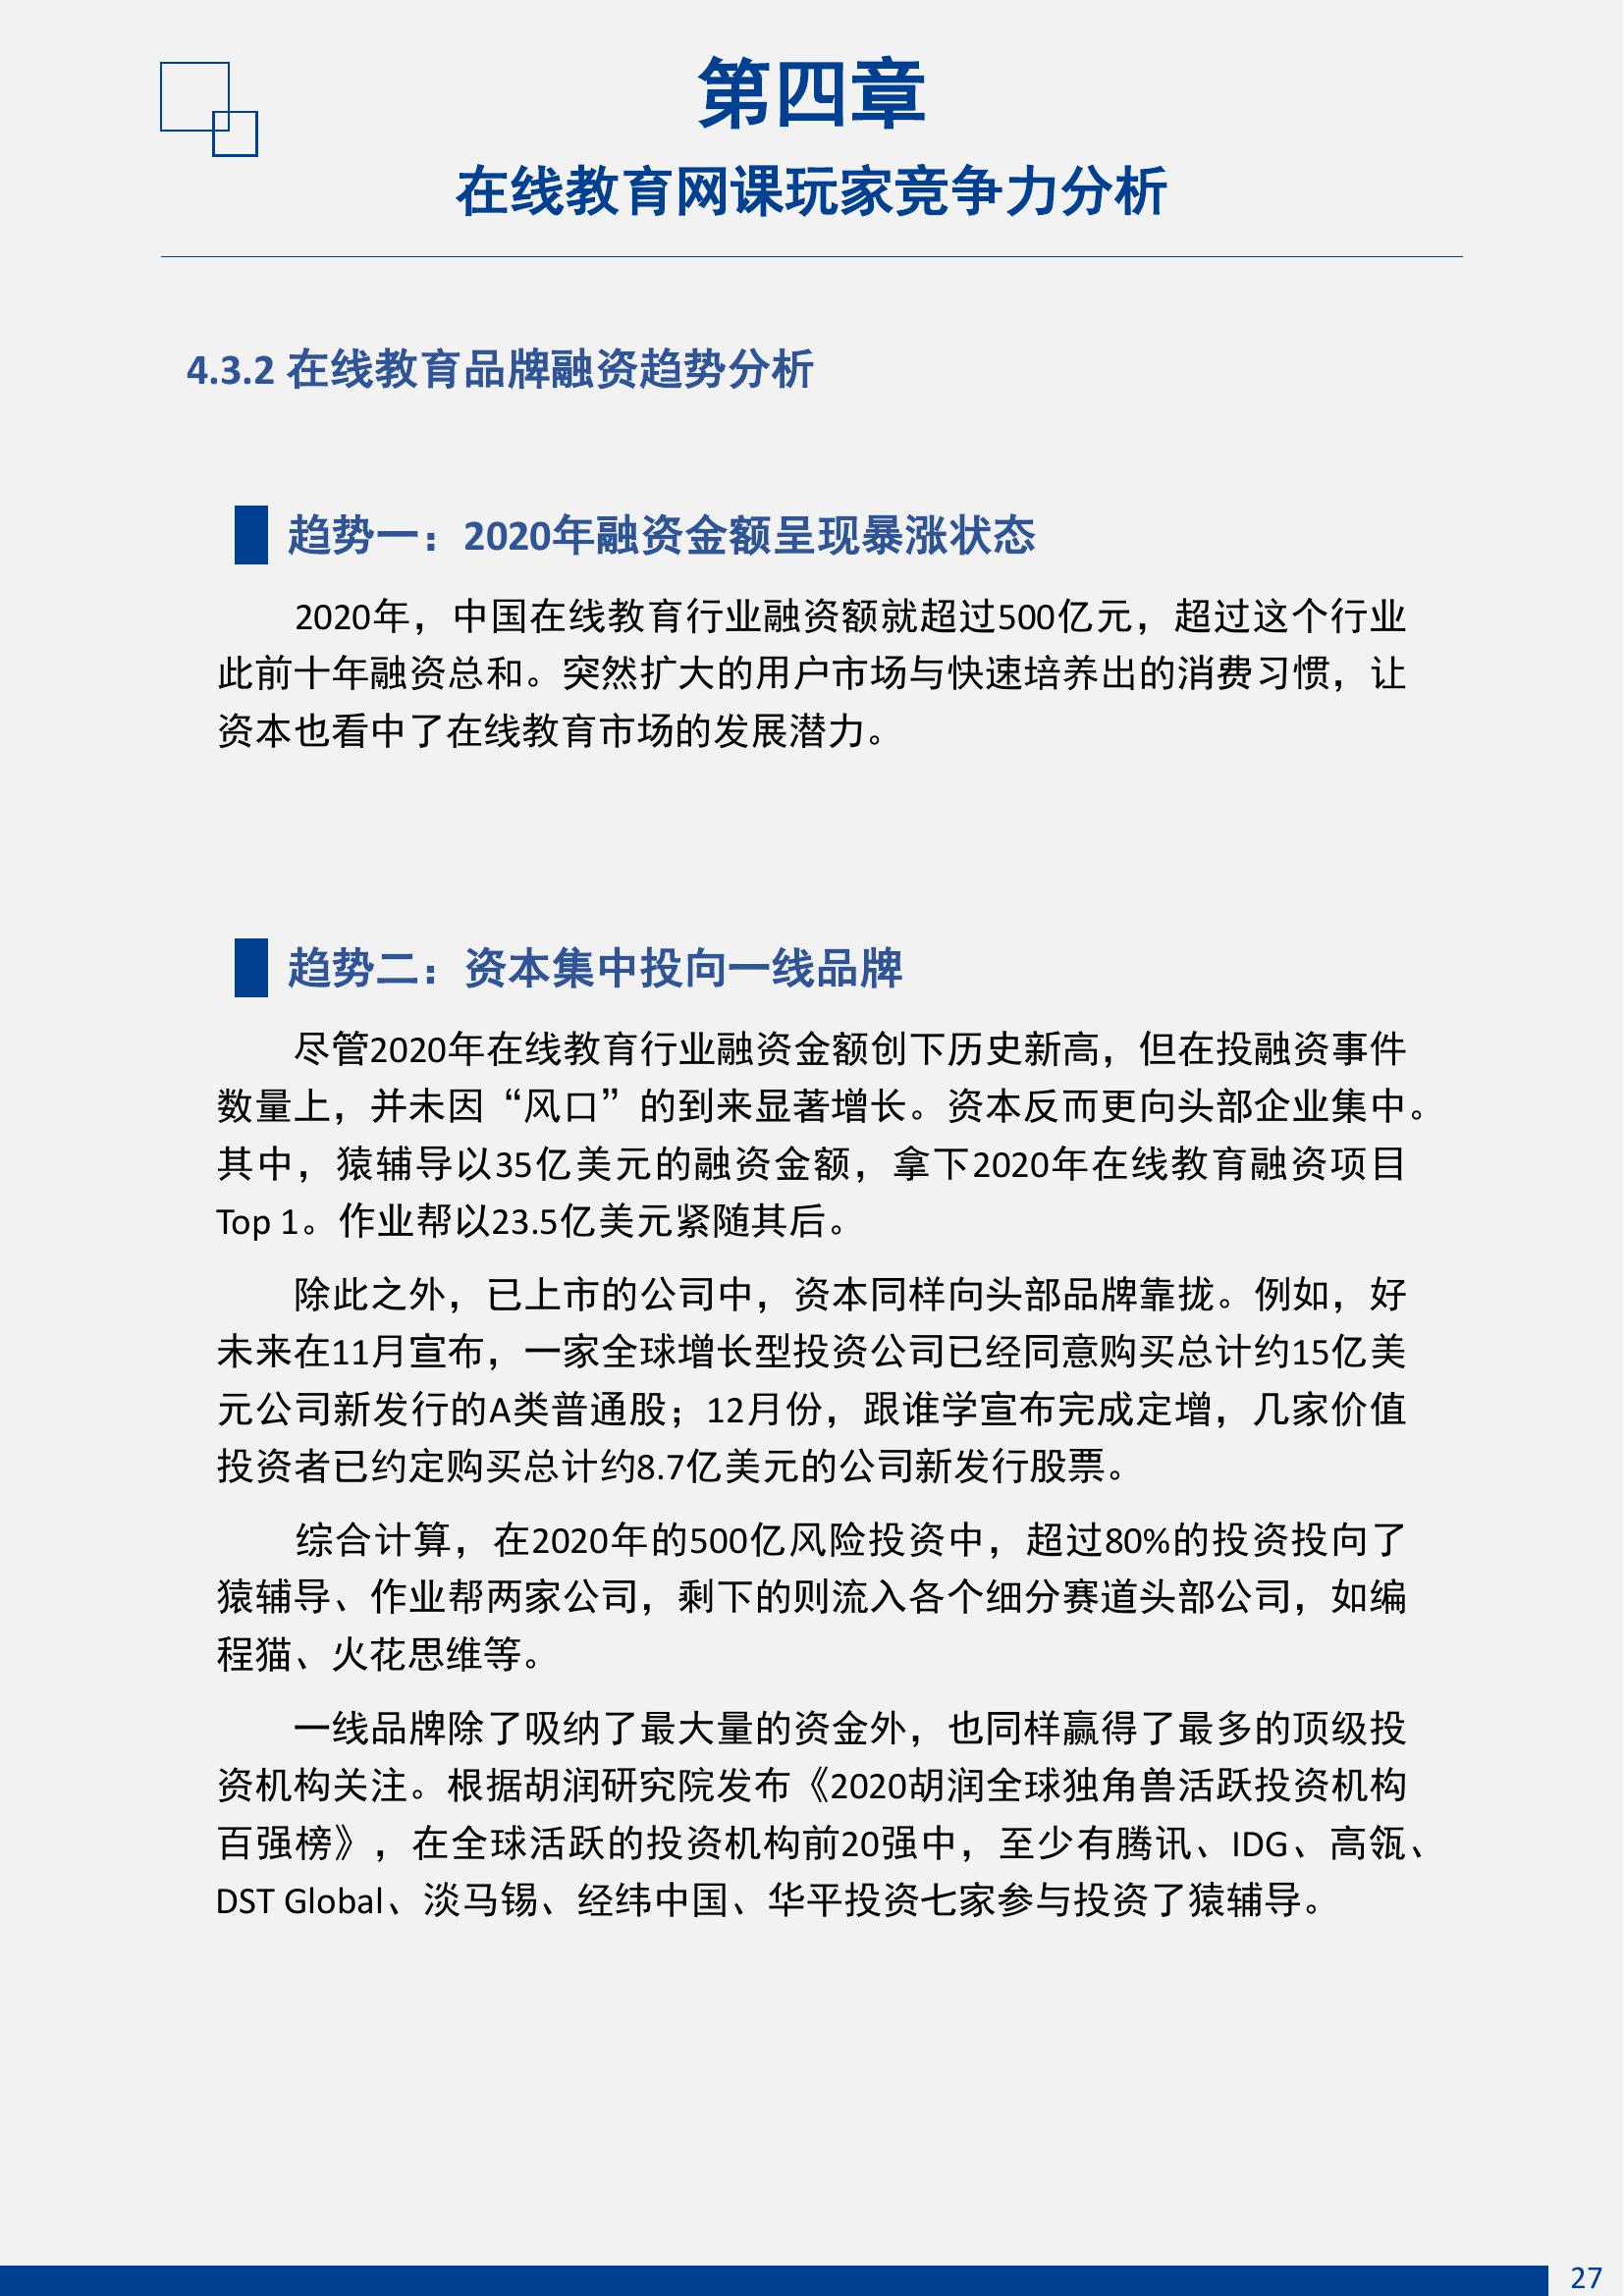 第四章
在线教育网课玩家竞争力分析
4.3.2 在线教育品牌融资趋势分析
趋势一：2020年融资金额呈现暴涨状态
2020年，中国在线教育行业融资额就超过500亿元，超过这个行业
此前十年融资总和。突然扩大的用户市场与快速培养出的消费习惯，让
资本也看中了在线教育市场的发展潜力。
趋势二：资本集中投向一线品牌
尽管2020年在线教育行业融资金额创下历史新高，但在投融资事件
数量上，并未因“风口”的到来显著增长。资本反而更向头部企业集中。
其中，猿辅导以35亿美元的融资金额，拿下2020年在线教育融资项目
Top 1。作业帮以23.5亿美元紧随其后。
除此之外，已上市的公司中，资本同样向头部品牌靠拢。例如，好
未来在11月宣布，一家全球增长型投资公司已经同意购买总计约15亿美
元公司新发行的A类普通股；12月份，跟谁学宣布完成定增，几家价值
投资者已约定购买总计约8.7亿美元的公司新发行股票。
综合计算，在2020年的500亿风险投资中，超过80%的投资投向了
猿辅导、作业帮两家公司，剩下的则流入各个细分赛道头部公司，如编
程猫、火花思维等。
一线品牌除了吸纳了最大量的资金外，也同样赢得了最多的顶级投
资机构关注。根据胡润研究院发布《2020胡润全球独角兽活跃投资机构
百强榜》，在全球活跃的投资机构前20强中，至少有腾讯、IDG、高瓴、
DST Global、淡马锡、经纬中国、华平投资七家参与投资了猿辅导。
27